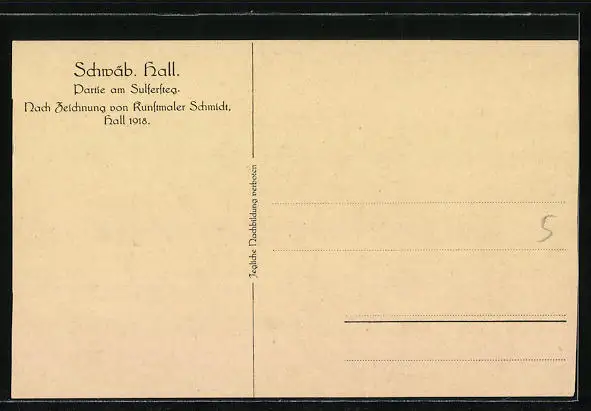 Schwäb. Hall.
Partie am Sulfersteg.
Nach Zeichnung von Kunstmaler Schmidt,
Hall 1918.
Jegliche Nachbildung verboten
5